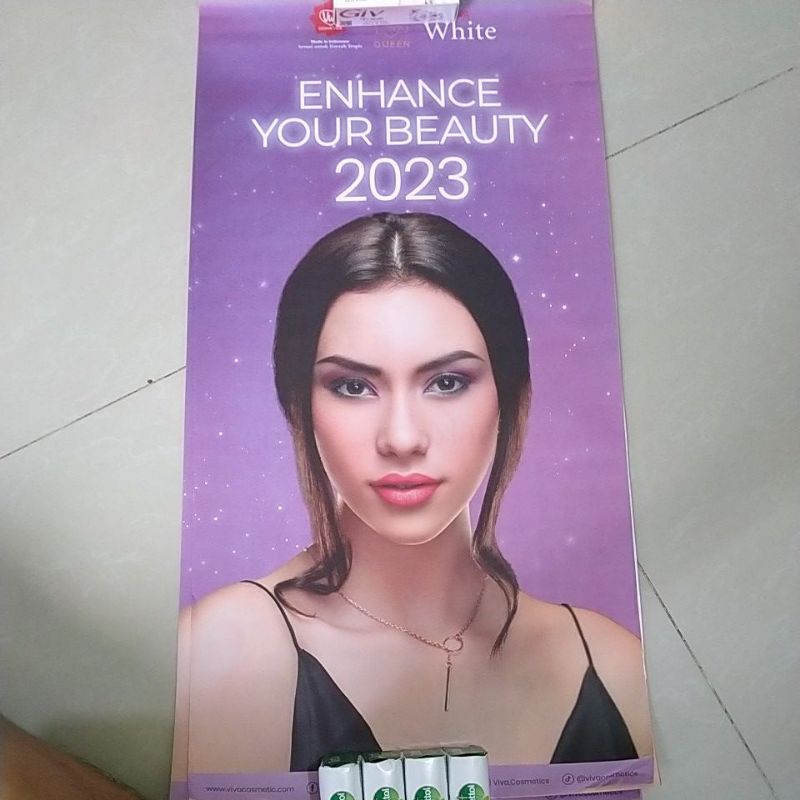 GIV
White
Made in Indonesia
QUEEN
ENHANCE
YOUR BEAUTY
2023
www.vivacosmetic.com
Viva.Cosmetics
@vivacosmetics